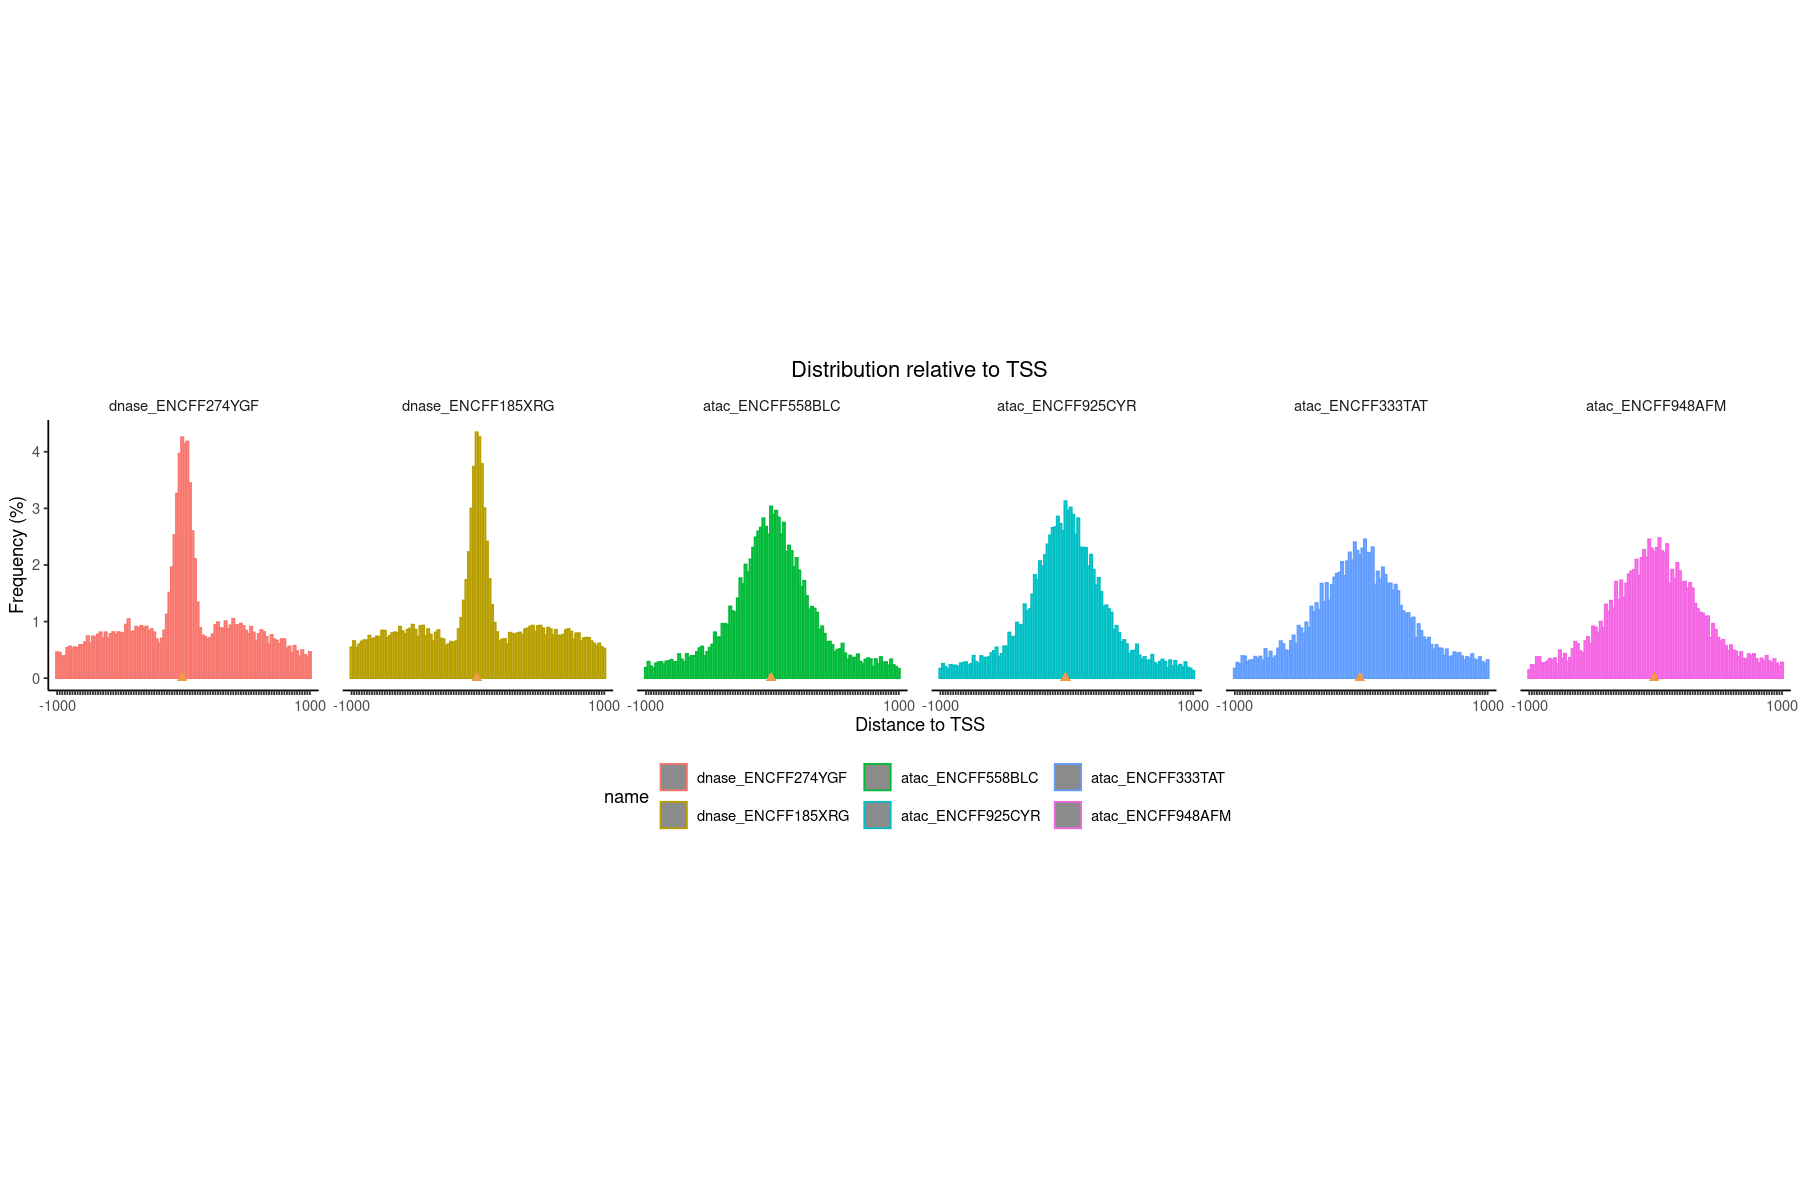 Distribution relative to TSS
dnase_ENCFF274YGF dnase_ENCFF185XRG atac_ENCFF558BLC atac_ENCFF925CYR atac_ENCFF333TAT atac_ENCFF948AFM
Frequency (%)
4
3
2
1
0
-1000 1000 -1000 1000 -1000 1000 -1000 1000 -1000 1000 -1000 1000
Distance to TSS
name
dnase_ENCFF274YGF atac_ENCFF558BLC atac_ENCFF333TAT
dnase_ENCFF185XRG atac_ENCFF925CYR atac_ENCFF948AFM